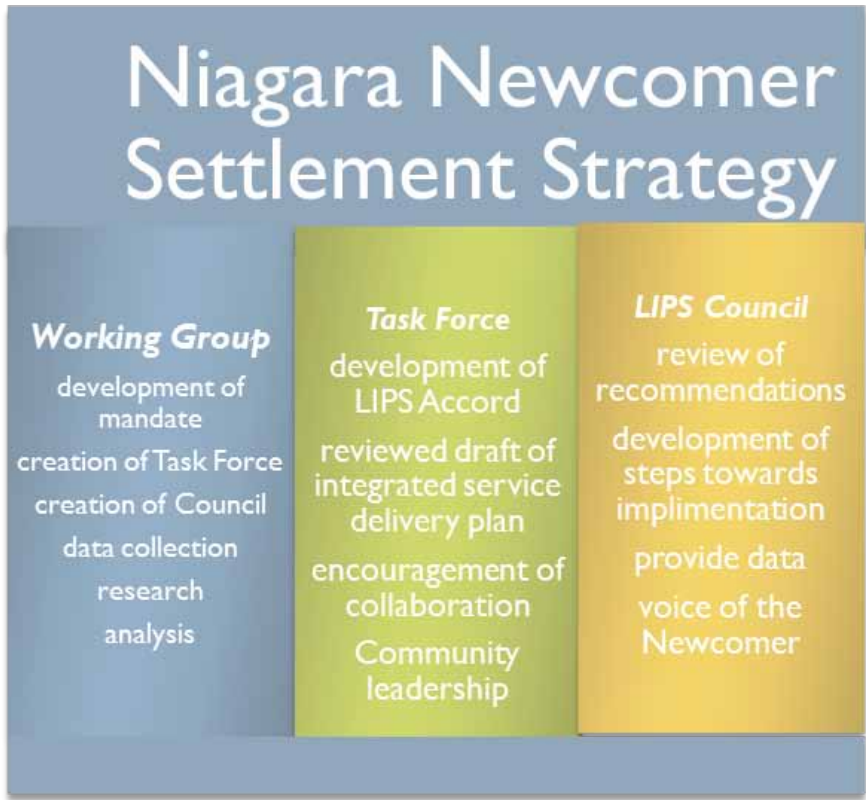 Niagara Newcomer
Settlement Strategy
Working Group
development of
mandate
creation of Task Force
creation of Council
data collection
research
analysis
Task Force
development of
LIPS Accord
reviewed draft of
integrated service
delivery plan
encouragement of
collaboration
Community
leadership
LIPS Council
review of
recommendations
development of
steps towards
implimentation
provide data
voice of the
Newcomer